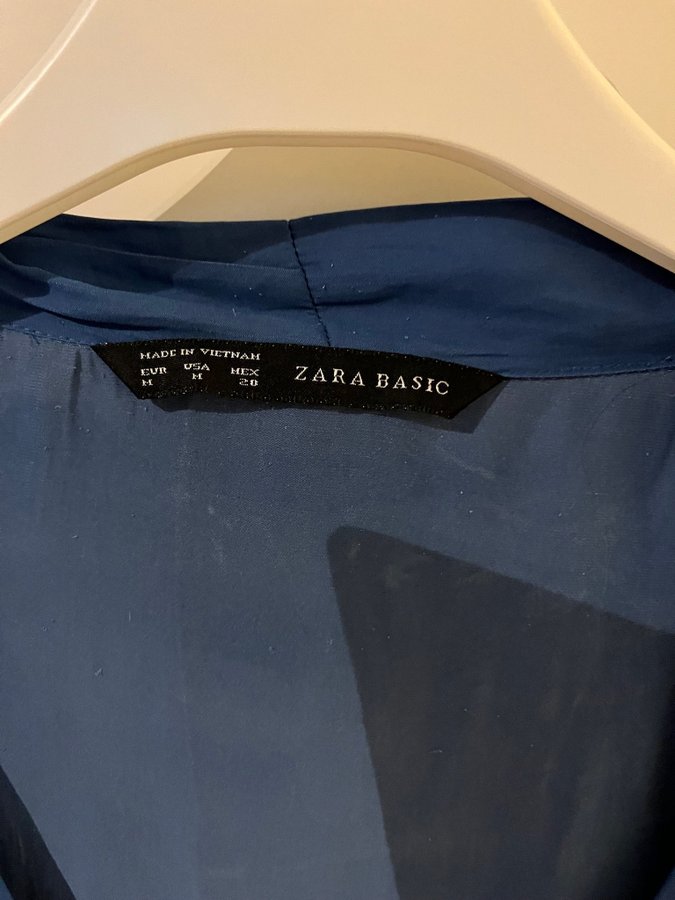 MADE IN VIETNAM
EUR USA MEX
M M 28
ZARA BASIC